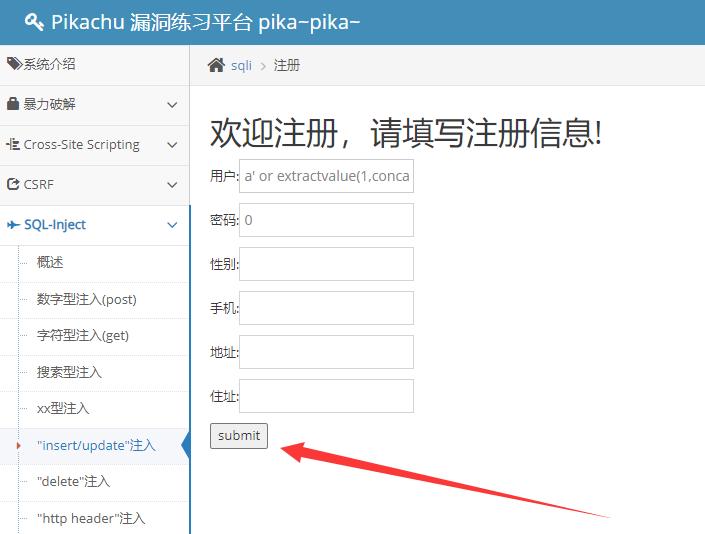 Pikachu 漏洞练习平台 pika~pika~
系统介绍
暴力破解
Cross-Site Scripting
CSRF
SQL-Inject
概述
数字型注入(post)
字符型注入(get)
搜索型注入
xx型注入
"insert/update"注入
"delete"注入
"http header"注入
sqli > 注册
欢迎注册，请填写注册信息!
用户: a' or extractvalue(1,conca
密码: 0
性别:
手机:
地址:
住址:
submit